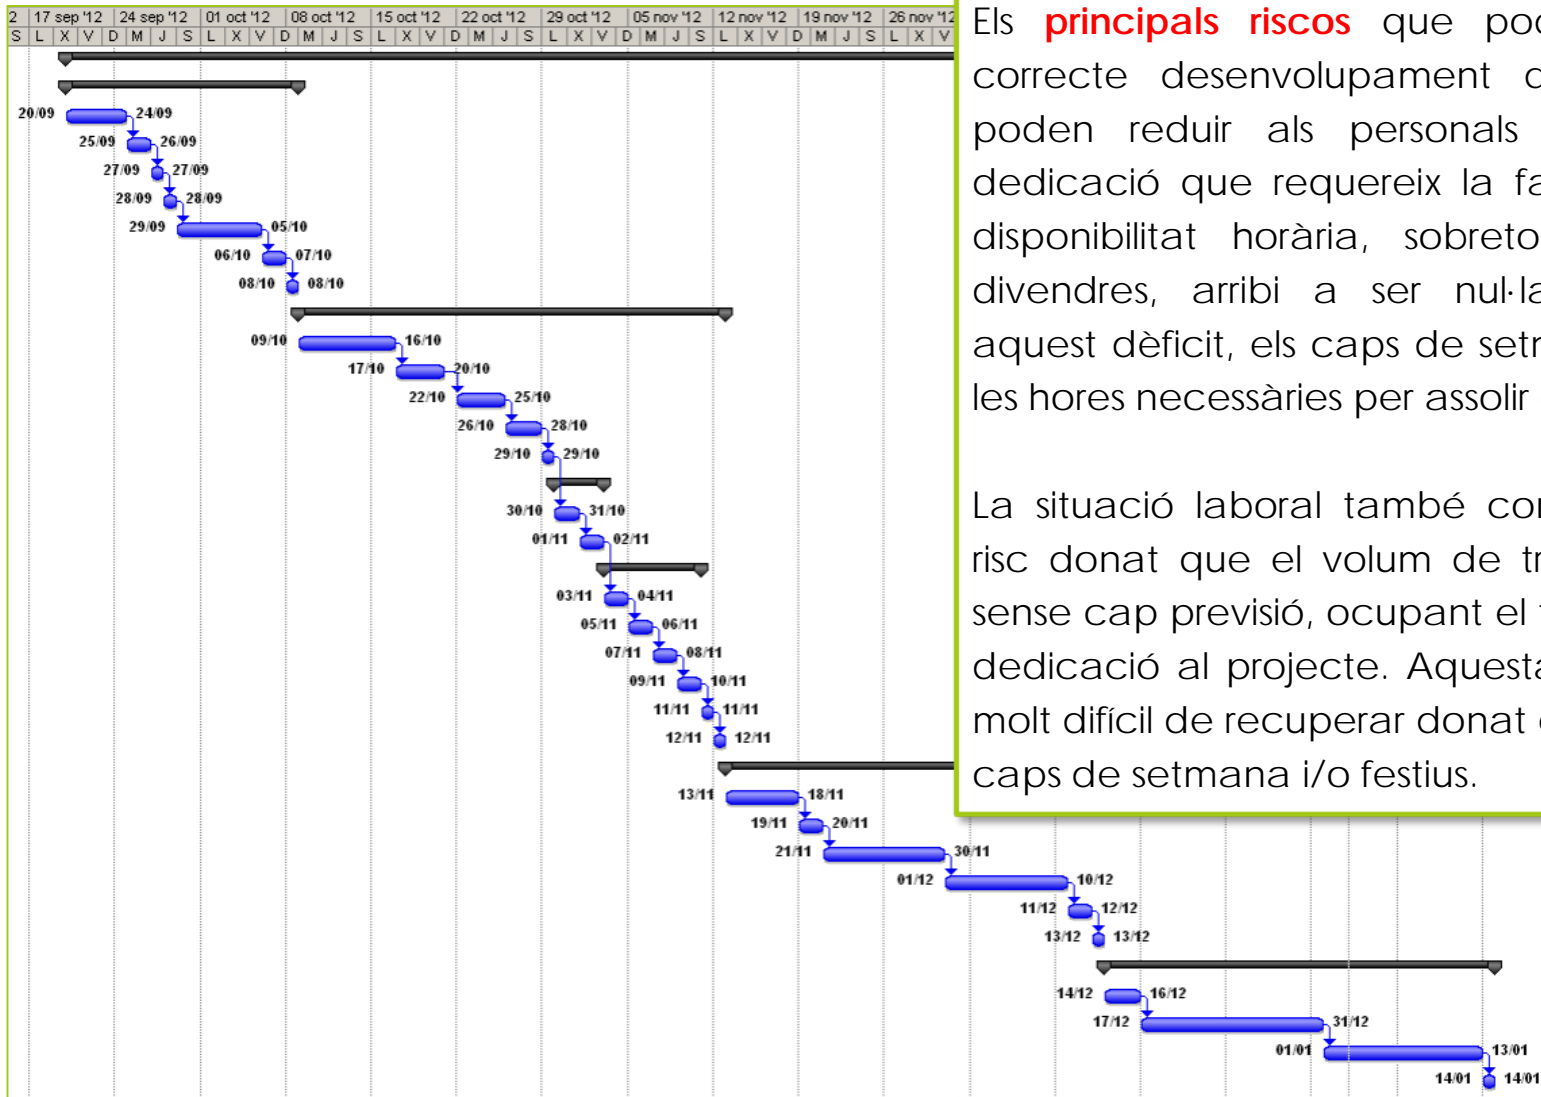 2 17 sep '12 24 sep '12 01 oct '12 08 oct '12 15 oct '12 22 oct '12 29 oct '12 05 nov '12 12 nov '12 19 nov '12 26 nov '12
S L X V D M J S L X V D M J S L X V D M J S L X V D M J S L X V D M J S L X V
20/09 24/09
25/09 26/09
27/09 27/09
28/09 28/09
29/09 05/10
06/10 07/10
08/10 08/10
09/10 16/10
17/10 20/10
22/10 25/10
26/10 28/10
29/10 29/10
30/10 31/10
01/11 02/11
03/11 04/11
05/11 06/11
07/11 08/11
09/11 10/11
11/11 11/11
12/11 12/11
13/11 18/11
19/11 20/11
21/11 30/11
01/12 10/12
11/12 12/12
13/12 13/12
14/12 16/12
17/12 31/12
01/01 13/01
14/01 14/01
Els principals riscos que
correcte desenvolupament
poden reduir als personals
dedicació que requereix la
disponibilitat horària,
divendres, arribi a ser
aquest dèficit, els caps de
les hores necessàries per assolir
La situació laboral també
risc donat que el volum de
sense cap previsió, ocupant el
dedicació al projecte.
molt difícil de recuperar donat
caps de setmana i/o festius.